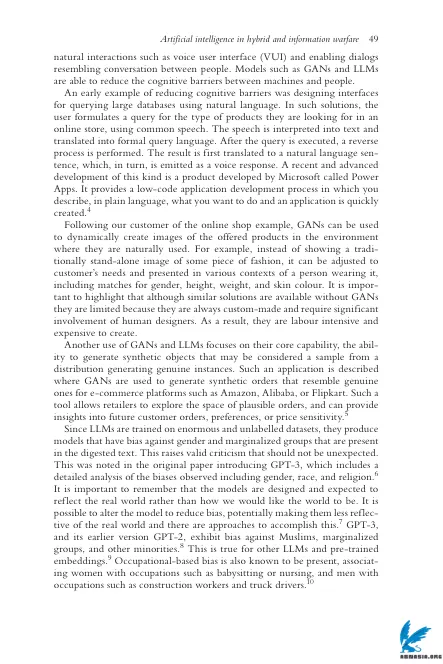 Artificial intelligence in hybrid and information warfare 49
natural interactions such as voice user interface (VUI) and enabling dialogs
resembling conversation between people. Models such as GANs and LLMs
are able to reduce the cognitive barriers between machines and people.
An early example of reducing cognitive barriers was designing interfaces
for querying large databases using natural language. In such solutions, the
user formulates a query for the type of products they are looking for in an
online store, using common speech. The speech is interpreted into text and
translated into formal query language. After the query is executed, a reverse
process is performed. The result is first translated to a natural language sen-
tence, which, in turn, is emitted as a voice response. A recent and advanced
development of this kind is a product developed by Microsoft called Power
Apps. It provides a low-code application development process in which you
describe, in plain language, what you want to do and an application is quickly
created.4
Following our customer of the online shop example, GANs can be used
to dynamically create images of the offered products in the environment
where they are naturally used. For example, instead of showing a tradi-
tionally stand-alone image of some piece of fashion, it can be adjusted to
customer's needs and presented in various contexts of a person wearing it,
including matches for gender, height, weight, and skin colour. It is impor-
tant to highlight that although similar solutions are available without GANs
they are limited because they are always custom-made and require significant
involvement of human designers. As a result, they are labour intensive and
expensive to create.
Another use of GANs and LLMs focuses on their core capability, the abil-
ity to generate synthetic objects that may be considered a sample from a
distribution generating genuine instances. Such an application is described
where GANs are used to generate synthetic orders that resemble genuine
ones for e-commerce platforms such as Amazon, Alibaba, or Flipkart. Such a
tool allows retailers to explore the space of plausible orders, and can provide
insights into future customer orders, preferences, or price sensitivity.5
Since LLMs are trained on enormous and unlabelled datasets, they produce
models that have bias against gender and marginalized groups that are present
in the digested text. This raises valid criticism that should not be unexpected.
This was noted in the original paper introducing GPT-3, which includes a
detailed analysis of the biases observed including gender, race, and religion.6
It is important to remember that the models are designed and expected to
reflect the real world rather than how we would like the world to be. It is
possible to alter the model to reduce bias, potentially making them less reflec-
tive of the real world and there are approaches to accomplish this.7 GPT-3,
and its earlier version GPT-2, exhibit bias against Muslims, marginalized
groups, and other minorities.8 This is true for other LLMs and pre-trained
embeddings.9 Occupational-based bias is also known to be present, associat-
ing women with occupations such as babysitting or nursing, and men with
occupations such as construction workers and truck drivers.10